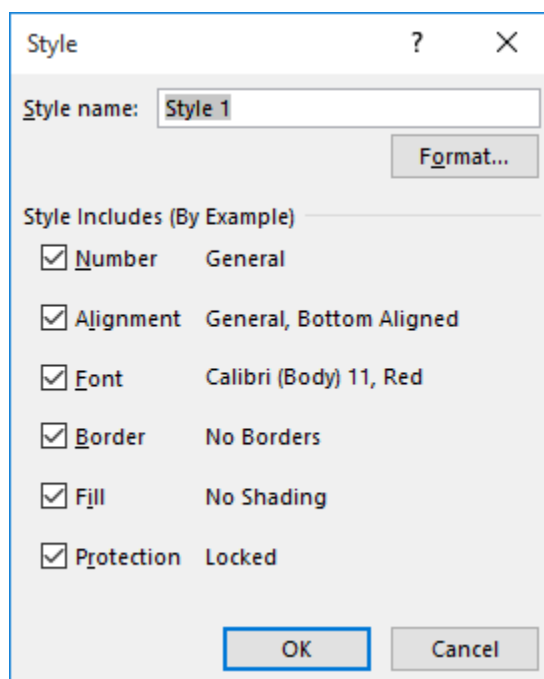 Style ?
Style name: Style 1
Format...
Style Includes (By Example)
Number General
Alignment General, Bottom Aligned
Font Calibri (Body) 11, Red
Border No Borders
Fill No Shading
Protection Locked
OK Cancel